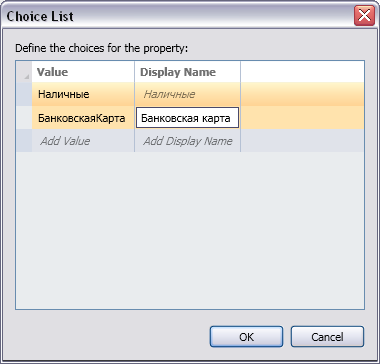 Choice List
Define the choices for the property:
Value Display Name
Наличные Наличные
БанковскаяКарта Банковская карта
Add Value Add Display Name
OK Cancel